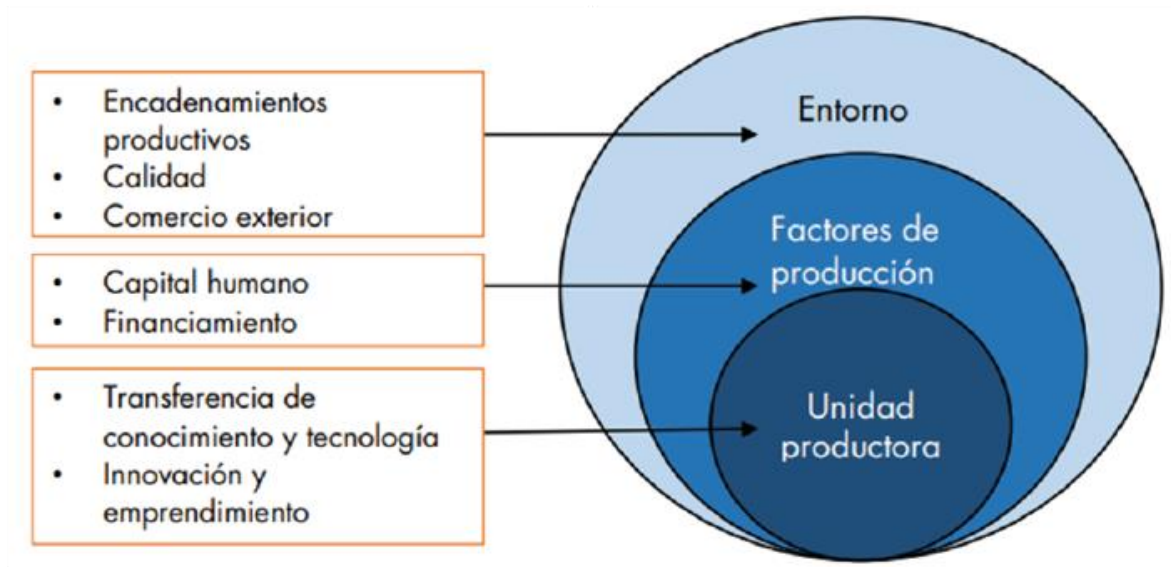 • Encadenamientos
productivos
• Calidad
• Comercio exterior
• Capital humano
• Financiamiento
• Transferencia de
conocimiento y tecnología
• Innovación y
emprendimiento
Entorno
Factores de
producción
Unidad
productora